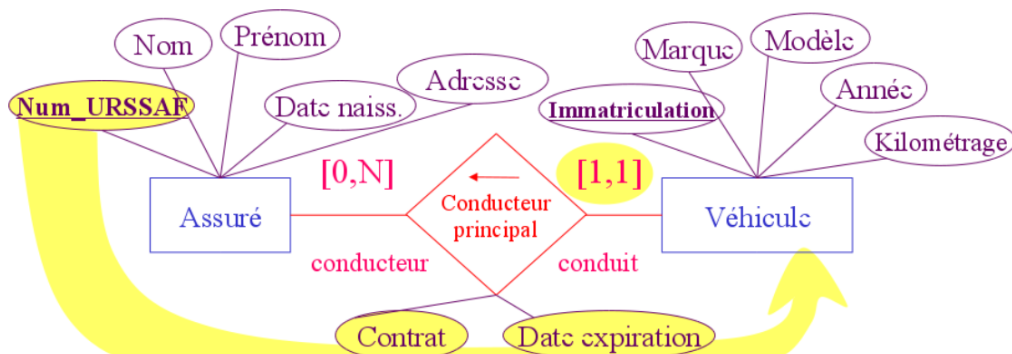 Nom
Prénom
Marque
Modèle
Num_URSSAF
Date naiss.
Adresse
Immatriculation
Année
Kilométrage
[0,N]
[1,1]
Assuré
Conducteur
principal
Véhicule
conducteur
conduit
Contrat
Date expiration